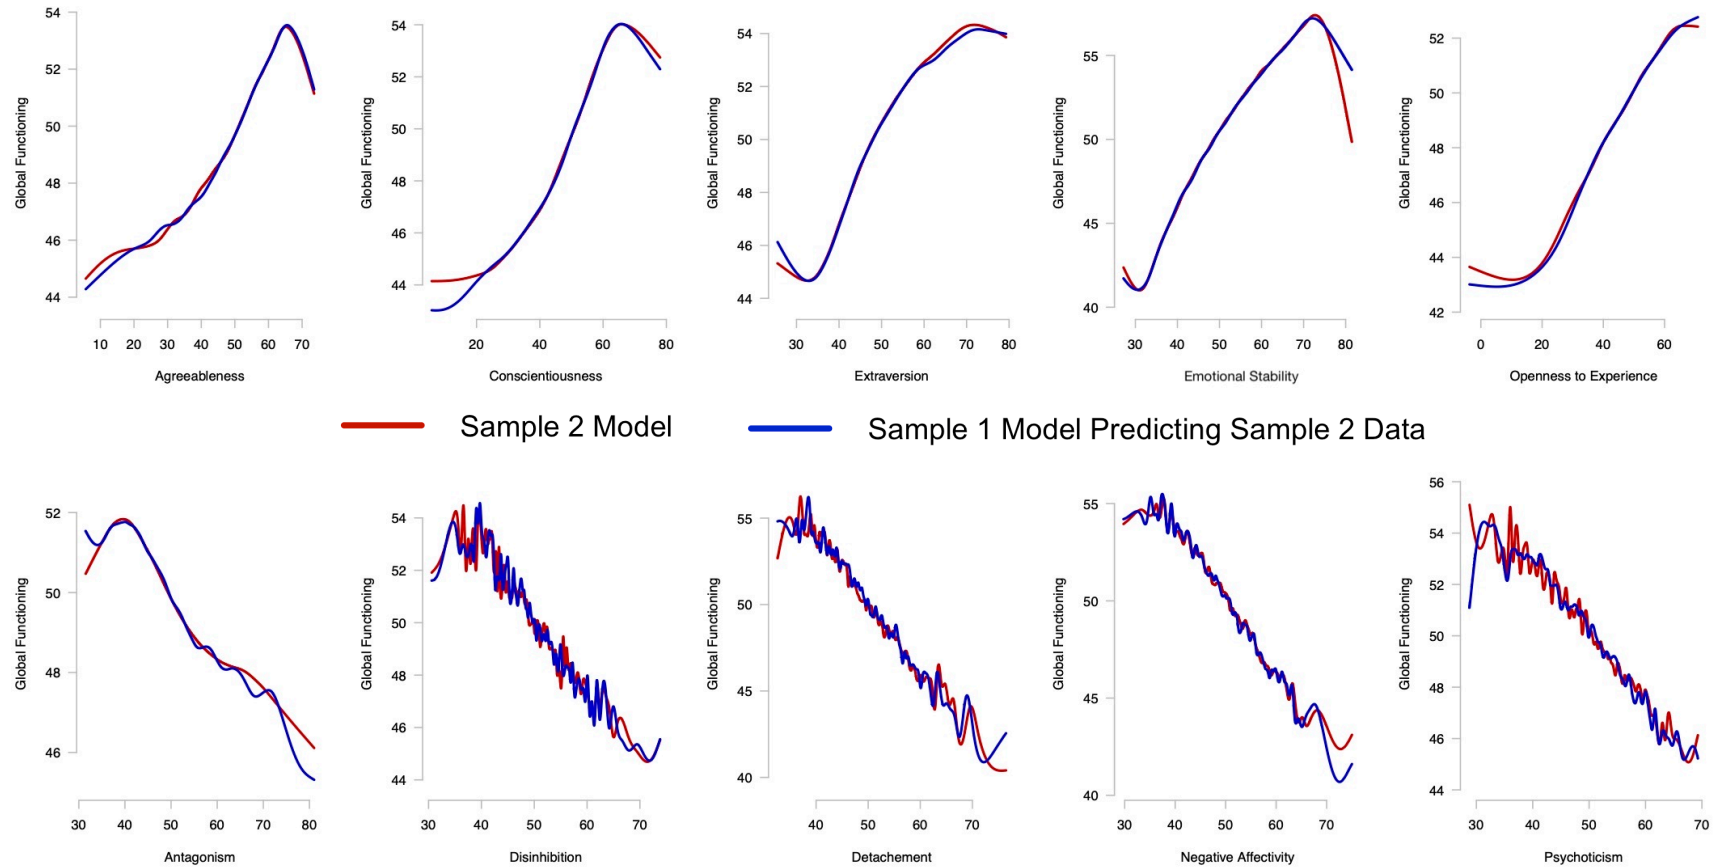 54
52
50
48
46
44
Global Functioning
10 20 30 40 50 60 70
Agreeableness
54
52
50
48
46
44
Global Functioning
20 40 60 80
Conscientiousness
54
52
50
48
46
44
Global Functioning
30 40 50 60 70 80
Extraversion
55
50
45
40
Global Functioning
30 40 50 60 70 80
Emotional Stability
52
50
48
46
44
42
Global Functioning
0 20 40 60
Openness to Experience
Sample 2 Model
Sample 1 Model Predicting Sample 2 Data
52
50
48
46
Global Functioning
30 40 50 60 70 80
Antagonism
54
52
50
48
46
44
Global Functioning
30 40 50 60 70
Disinhibition
55
50
45
40
Global Functioning
40 50 60 70
Detachement
55
50
45
40
Global Functioning
30 40 50 60 70
Negative Affectivity
56
54
52
50
48
46
44
Global Functioning
30 40 50 60 70
Psychoticism